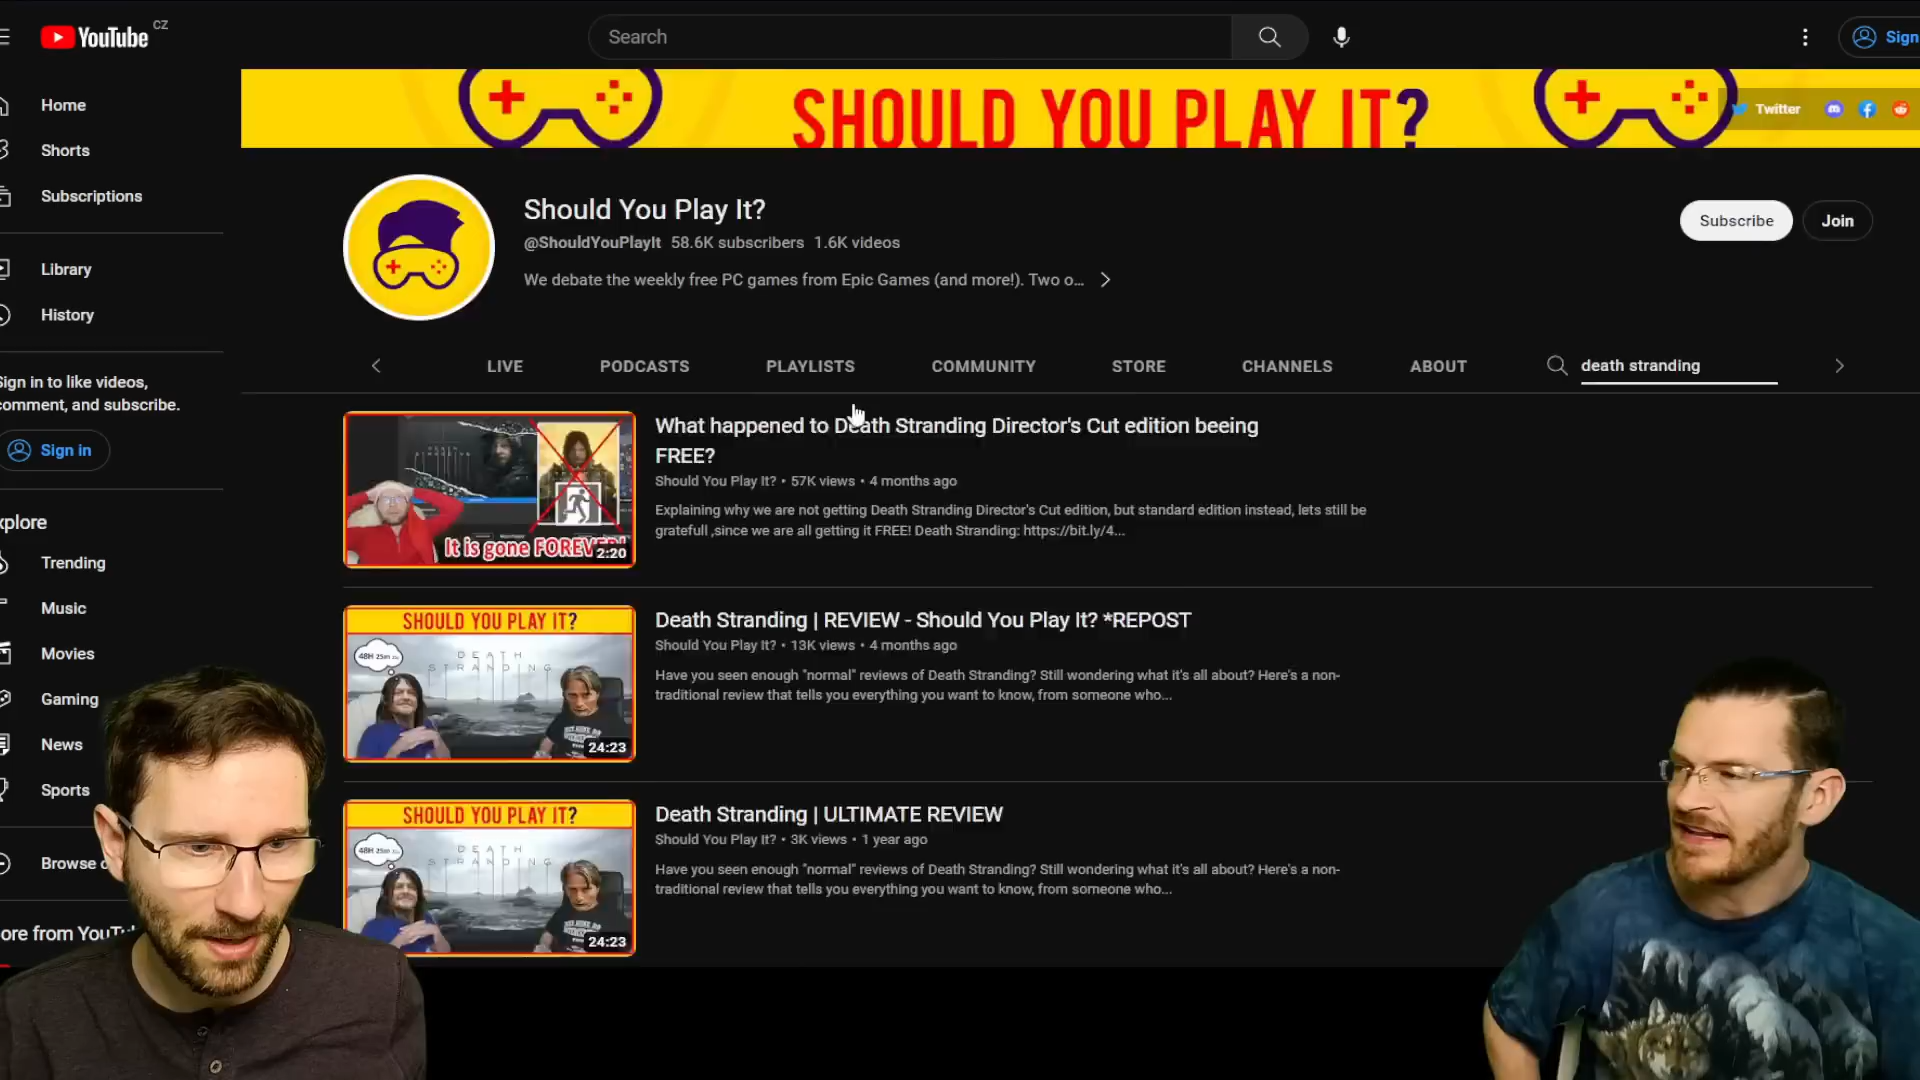 YouTube CZ
Search
Sign
Home
Shorts
Subscriptions
Library
History
Sign in to like videos,
comment, and subscribe.
Sign in
xplore
Trending
Music
Movies
Gaming
News
Sports
Browse c
ore from YouTu
SHOULD YOU PLAY IT?
Twitter
Should You Play It?
@ShouldYouPlayIt 58.6K subscribers 1.6K videos
We debate the weekly free PC games from Epic Games (and more!). Two o...
Subscribe
Join
LIVE
PODCASTS
PLAYLISTS
COMMUNITY
STORE
CHANNELS
ABOUT
death stranding
It is gone FOREVER!
2:20
What happened to Death Stranding Director's Cut edition beeing
FREE?
Should You Play It? • 57K views • 4 months ago
Explaining why we are not getting Death Stranding Director's Cut edition, but standard edition instead, lets still be
gratefull ,since we are all getting it FREE! Death Stranding: https://bit.ly/4...
SHOULD YOU PLAY IT?
48H 25m
DEATH
STRANDING
24:23
Death Stranding | REVIEW - Should You Play It? *REPOST
Should You Play It? • 13K views • 4 months ago
Have you seen enough "normal" reviews of Death Stranding? Still wondering what it's all about? Here's a non-
traditional review that tells you everything you want to know, from someone who...
SHOULD YOU PLAY IT?
48H 25m
DEATH
STRANDING
24:23
Death Stranding | ULTIMATE REVIEW
Should You Play It? • 3K views • 1 year ago
Have you seen enough "normal" reviews of Death Stranding? Still wondering what it's all about? Here's a non-
traditional review that tells you everything you want to know, from someone who...